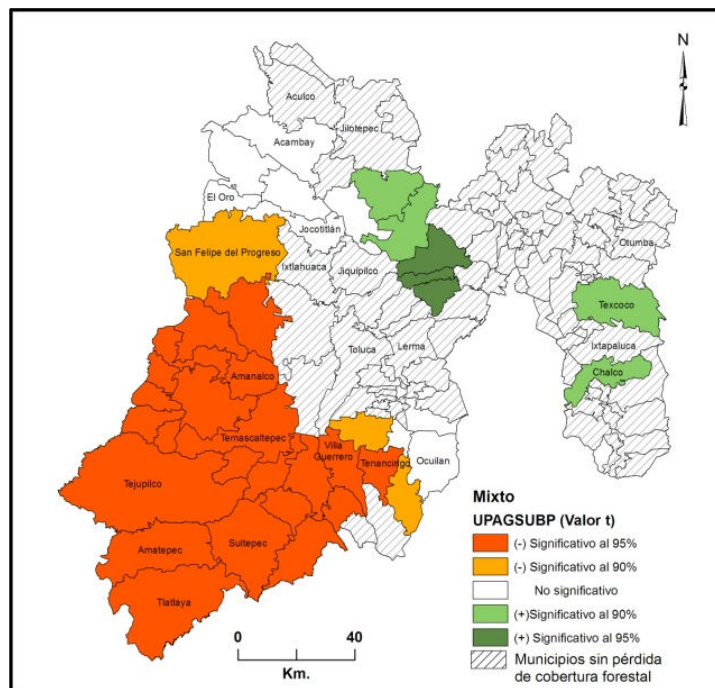 N
Aculco
Jilotepec
Acambay
El Oro
Jocotitlán
San Felipe del Progreso
Ixtlahuaca
Jiquipilco
Otumba
Texcoco
Ixtapaluca
Chalco
Toluca
Lerma
Amanalco
Temascaltepec
Villa
Guerrero
Tenancingo
Ocuilan
Tejupilco
Sultepec
Amatepec
Tlatlaya
Mixto
UPAGSUBP (Valor t)
(-) Significativo al 95%
(-) Significativo al 90%
No significativo
(+)Significativo al 90%
(+) Significativo al 95%
Municipios sin pérdida
de cobertura forestal
0 40
Km.